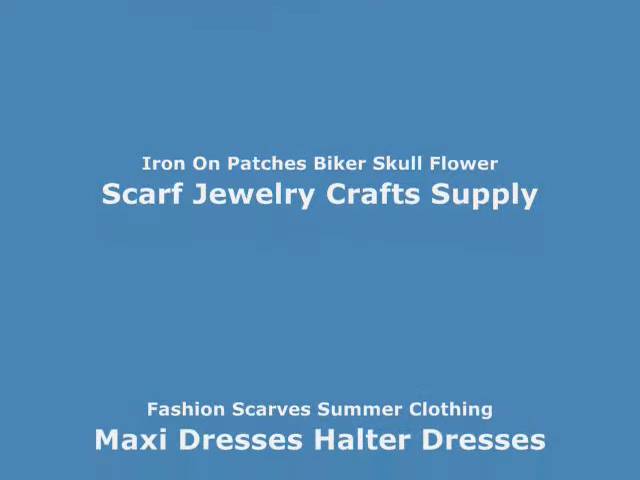 Iron On Patches Biker Skull Flower
Scarf Jewelry Crafts Supply
Fashion Scarves Summer Clothing
Maxi Dresses Halter Dresses